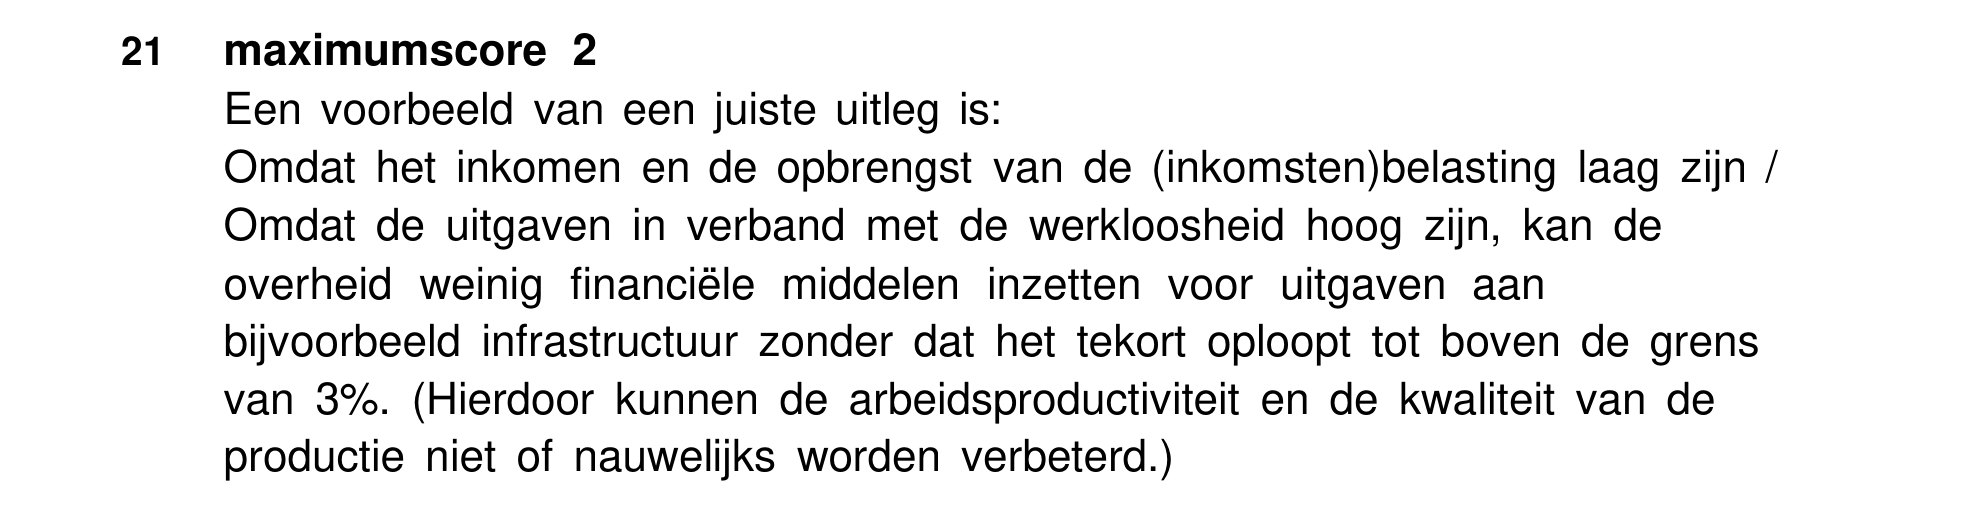 21 maximumscore 2
Een voorbeeld van een juiste uitleg is:
Omdat het inkomen en de opbrengst van de (inkomsten)belasting laag zijn /
Omdat de uitgaven in verband met de werkloosheid hoog zijn, kan de
overheid weinig financiële middelen inzetten voor uitgaven aan
bijvoorbeeld infrastructuur zonder dat het tekort oploopt tot boven de grens
van 3%. (Hierdoor kunnen de arbeidsproductiviteit en de kwaliteit van de
productie niet of nauwelijks worden verbeterd.)